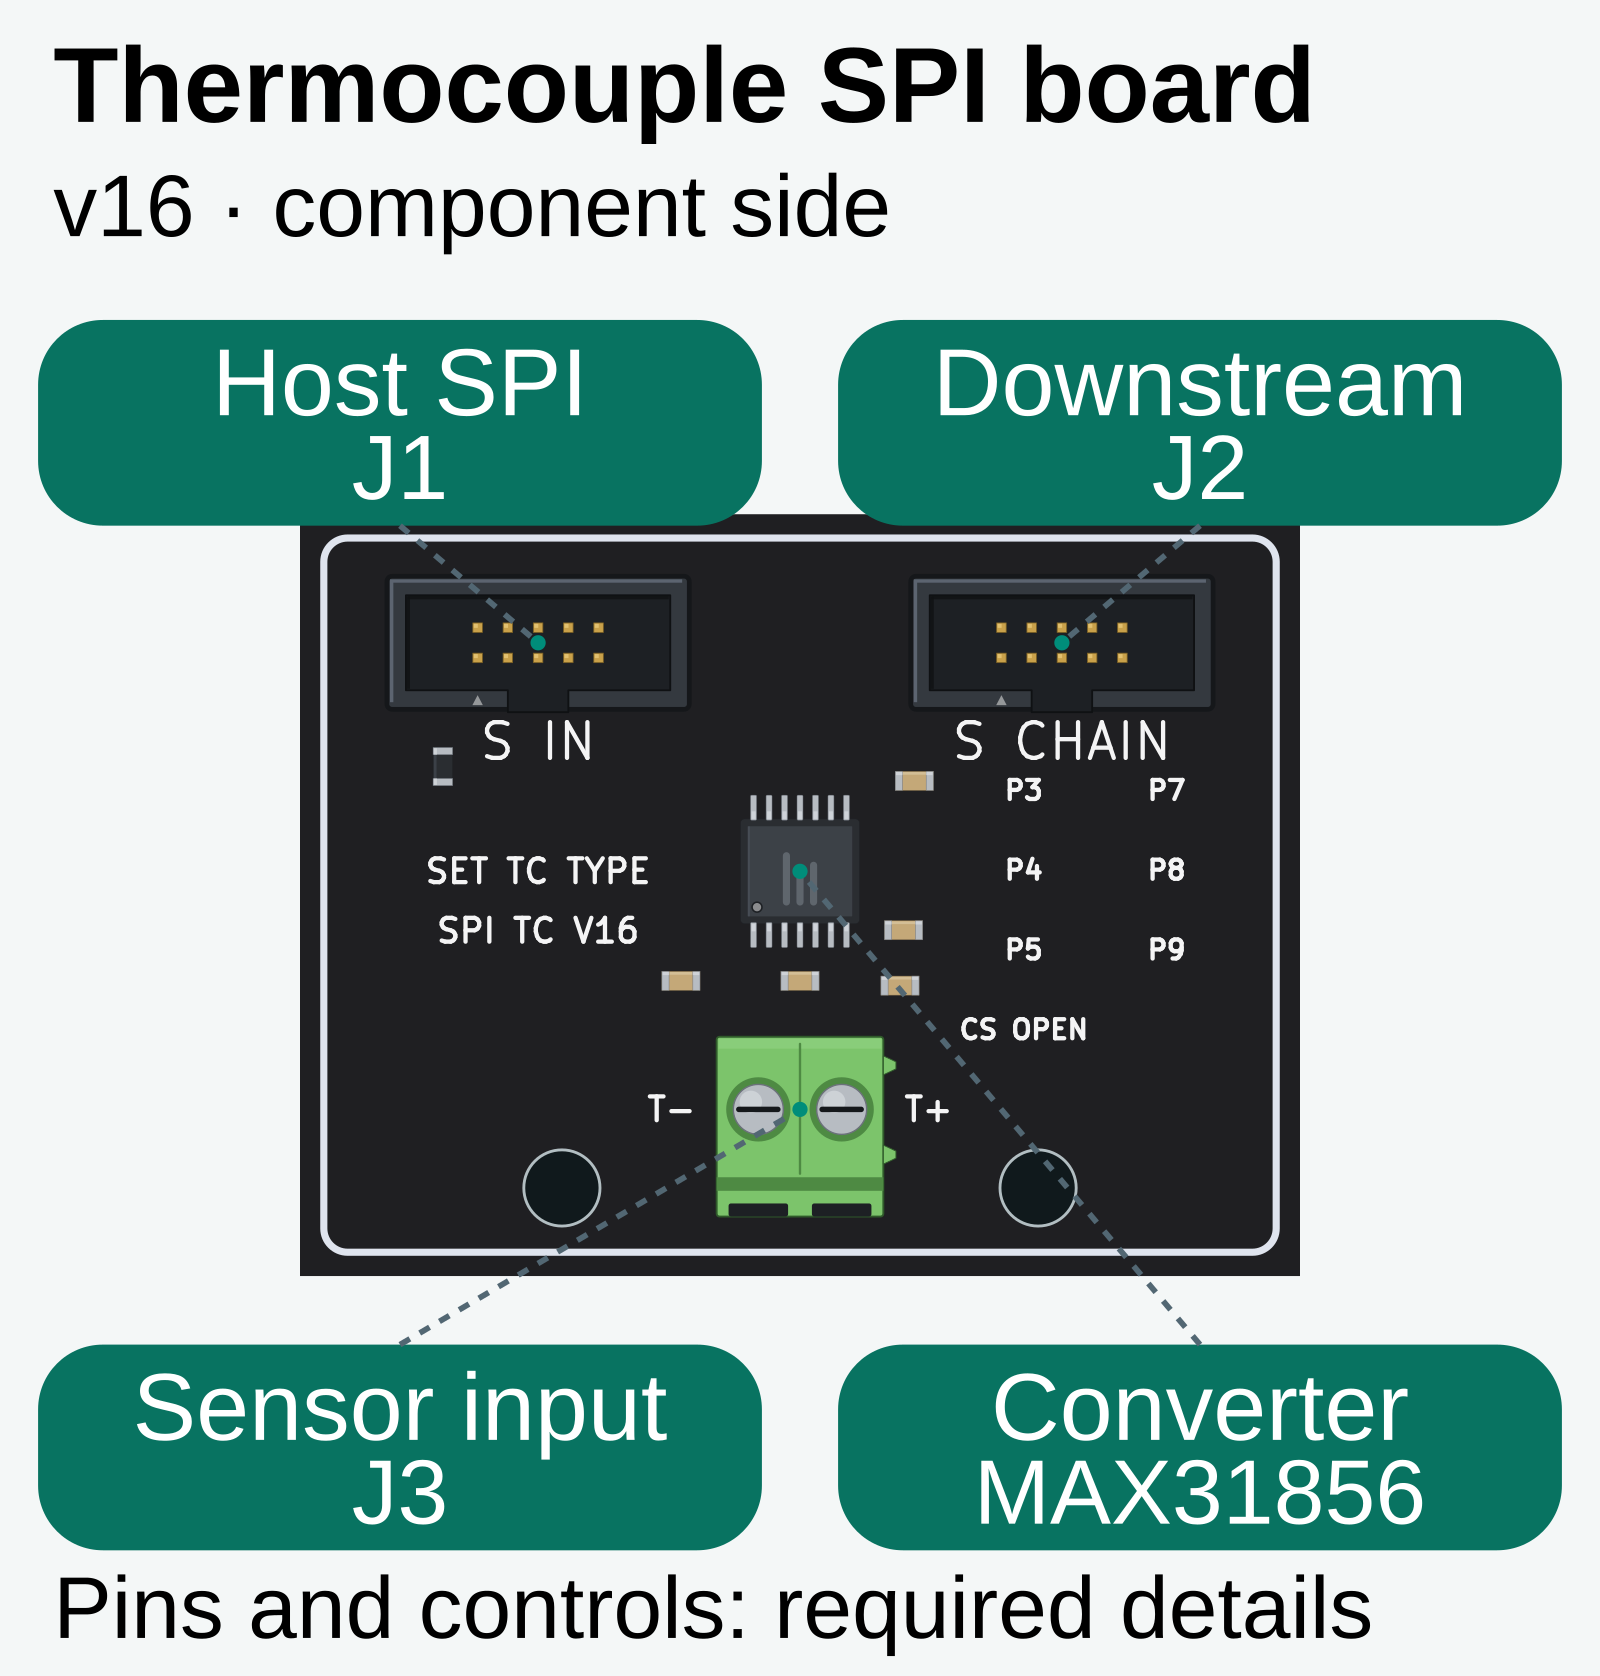 Thermocouple SPI board
v16 · component side
Host SPI
J1
Downstream
J2
S IN
S CHAIN
P3 P7
SET TC TYPE
P4 P8
SPI TC V16
P5 P9
CS OPEN
T−
T+
Sensor input
J3
Converter
MAX31856
Pins and controls: required details